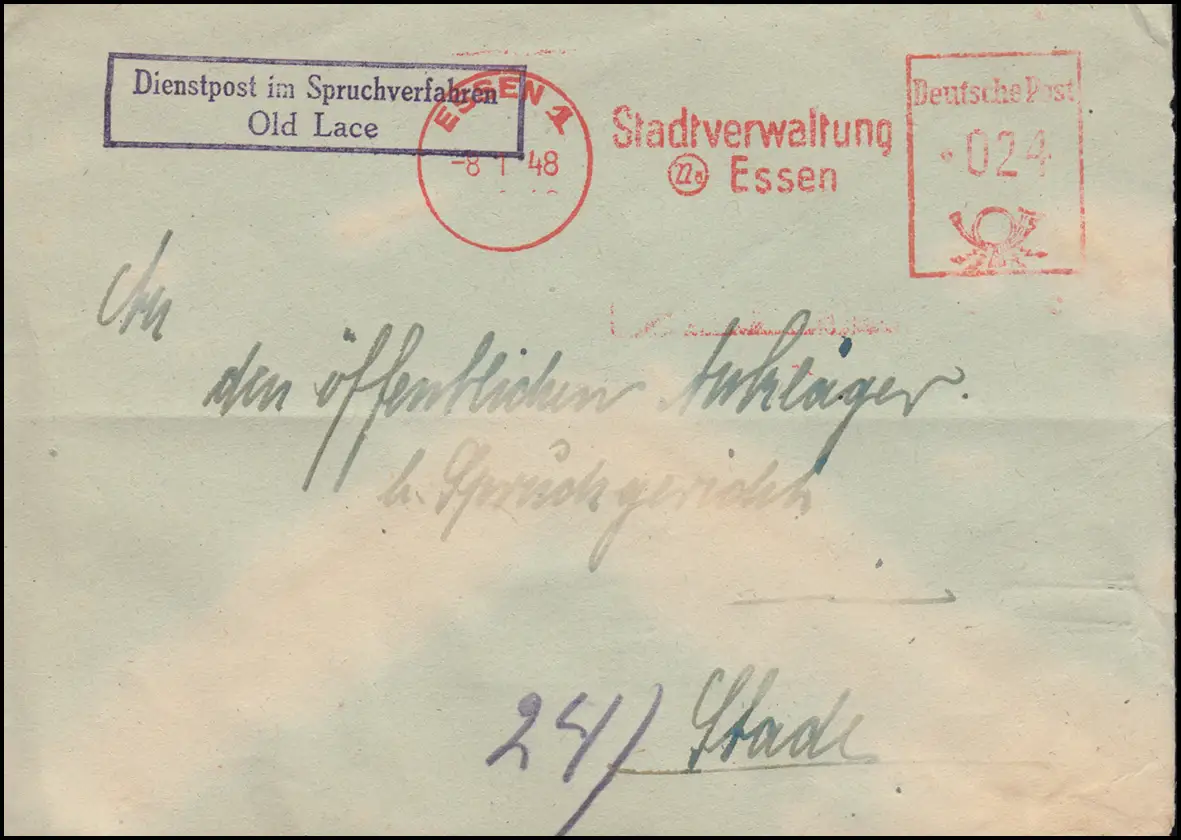 Dienstpost im Spruchverfahren
Old Lace
ESSEN 1
-8 1 48
Stadtverwaltung
22a Essen
Deutsche Post
024
An
den öffentlichen Ankläger
b. Spruchgericht
24) Stade